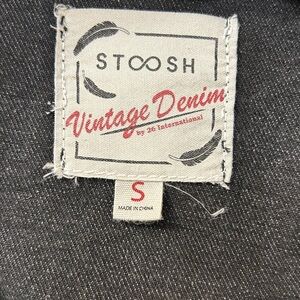 STOOSH
Vintage Denim
by 26 International
S
MADE IN CHINA